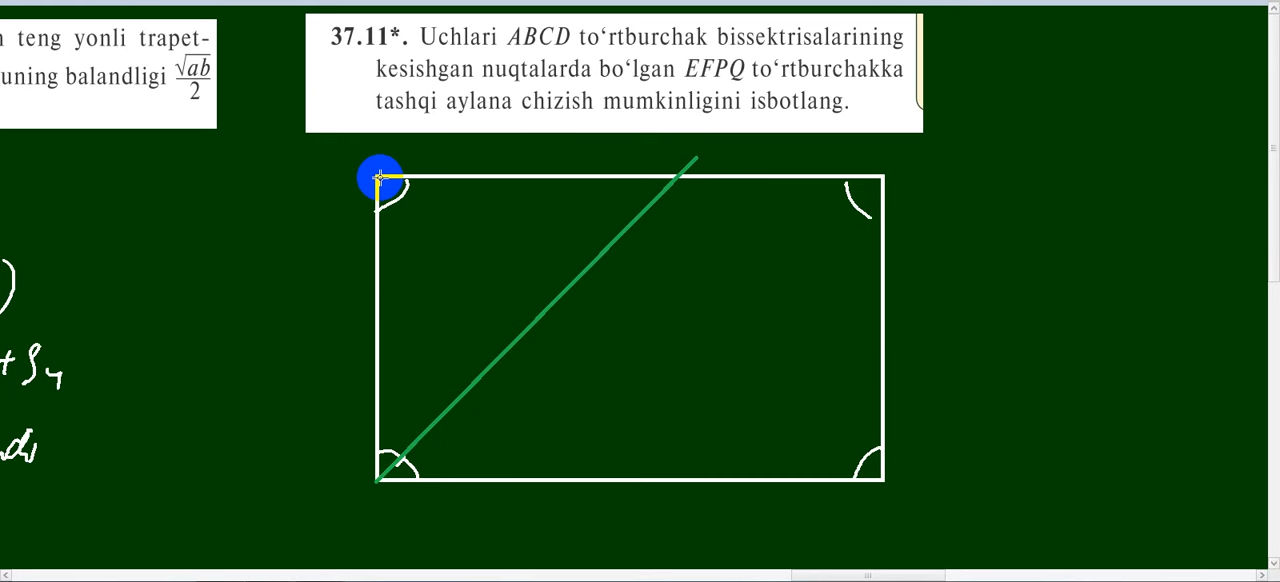 n teng yonli trapet-
uning balandligi √ab/2
37.11*. Uchlari ABCD to‘rtburchak bissektrisalarining
kesishgan nuqtalarda bo‘lgan EFPQ to‘rtburchakka
tashqi aylana chizish mumkinligini isbotlang.
)
+ S₄